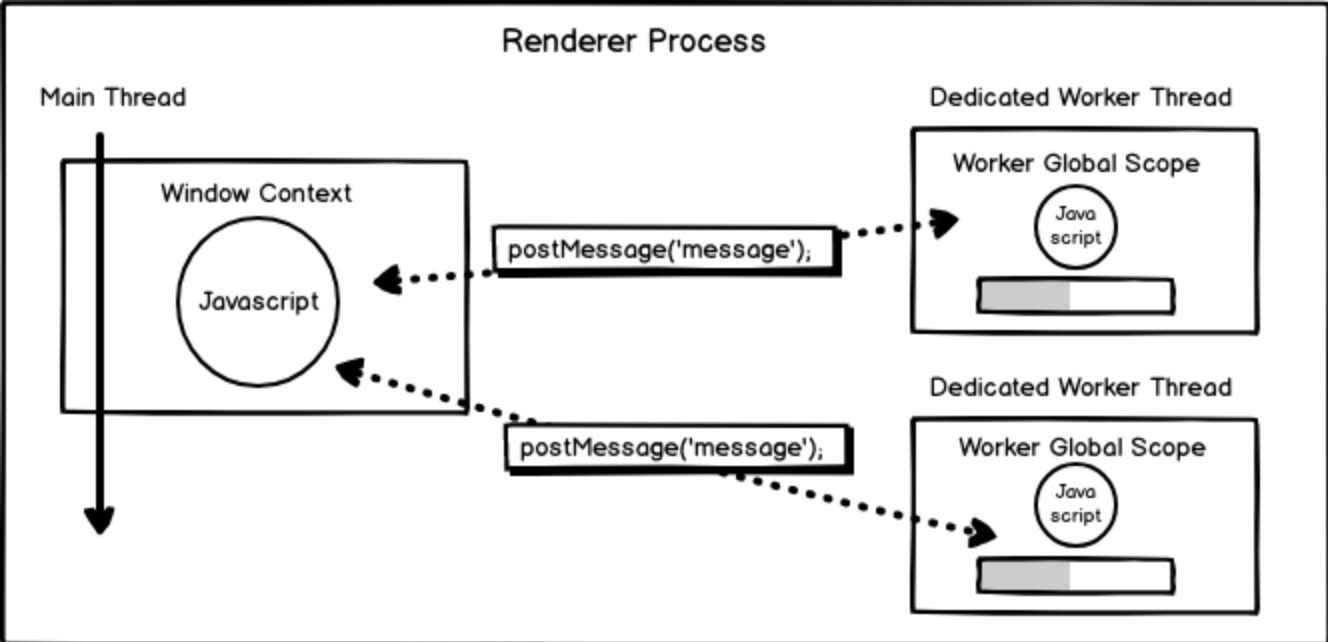 Renderer Process
Main Thread
Dedicated Worker Thread
Window Context
Worker Global Scope
Java
script
postMessage('message');
Javascript
Dedicated Worker Thread
postMessage('message');
Worker Global Scope
Java
script